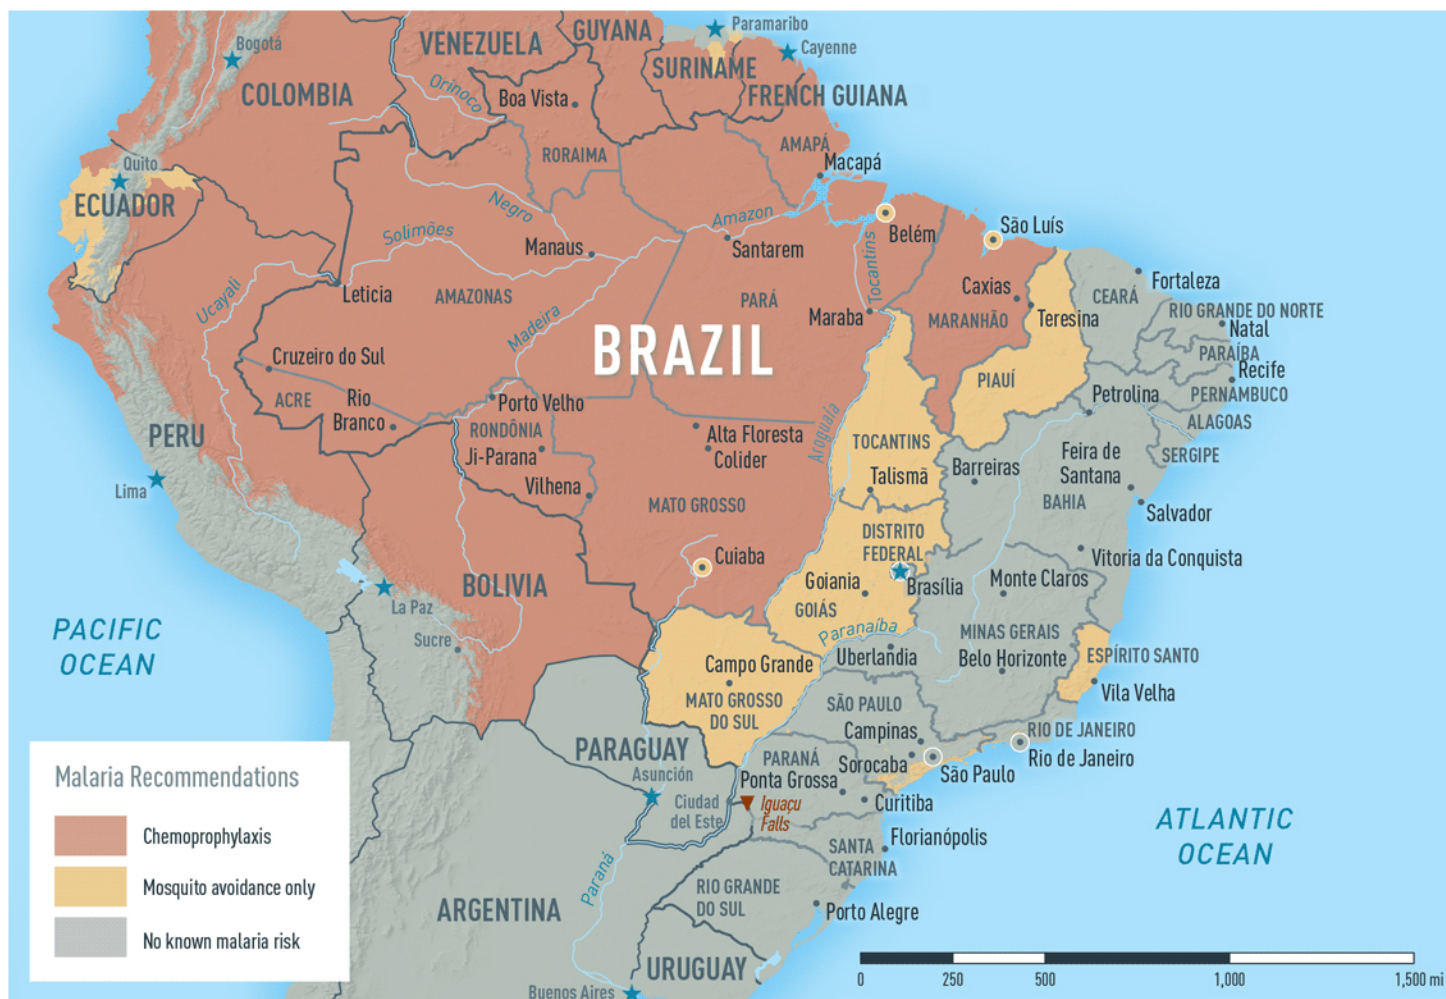 Bogotá
Paramaribo
Cayenne
VENEZUELA
GUYANA
SURINAME
COLOMBIA
FRENCH GUIANA
Orinoco
Boa Vista
RORAIMA
AMAPÁ
Macapá
Quito
ECUADOR
Negro
Solimões
Amazon
Manaus
Santarem
Belém
São Luís
Tocantins
Ucayali
Leticia
AMAZONAS
Madeira
PARÁ
Maraba
Caxias
MARANHÃO
Teresina
Fortaleza
CEARÁ
RIO GRANDE DO NORTE
Natal
PARAÍBA
Recife
PERNAMBUCO
ALAGOAS
SERGIPE
BRAZIL
Cruzeiro do Sul
ACRE
Rio
Branco
Porto Velho
RONDÔNIA
Ji-Parana
Vilhena
Alta Floresta
Colider
Aroguaía
TOCANTINS
PIAUÍ
Petrolina
Talismã
Barreiras
Feira de
Santana
BAHIA
Salvador
PERU
Lima
MATO GROSSO
DISTRITO
FEDERAL
Vitoria da Conquista
Cuiaba
Goiania
GOIÁS
Brasília
Monte Claros
BOLIVIA
La Paz
Sucre
Paranaíba
MINAS GERAIS
Uberlandia
Belo Horizonte
ESPÍRITO SANTO
Vila Velha
PACIFIC
OCEAN
Campo Grande
MATO GROSSO
DO SUL
SÃO PAULO
Campinas
RIO DE JANEIRO
Rio de Janeiro
Sorocaba
São Paulo
PARAGUAY
Asunción
PARANÁ
Ponta Grossa
Ciudad
del Este
Iguaçu
Falls
Curitiba
SANTA
CATARINA
Florianópolis
ATLANTIC
OCEAN
Paraná
ARGENTINA
RIO GRANDE
DO SUL
Porto Alegre
URUGUAY
Buenos Aires
Malaria Recommendations
Chemoprophylaxis
Mosquito avoidance only
No known malaria risk
0 250 500 1,000 1,500 mi